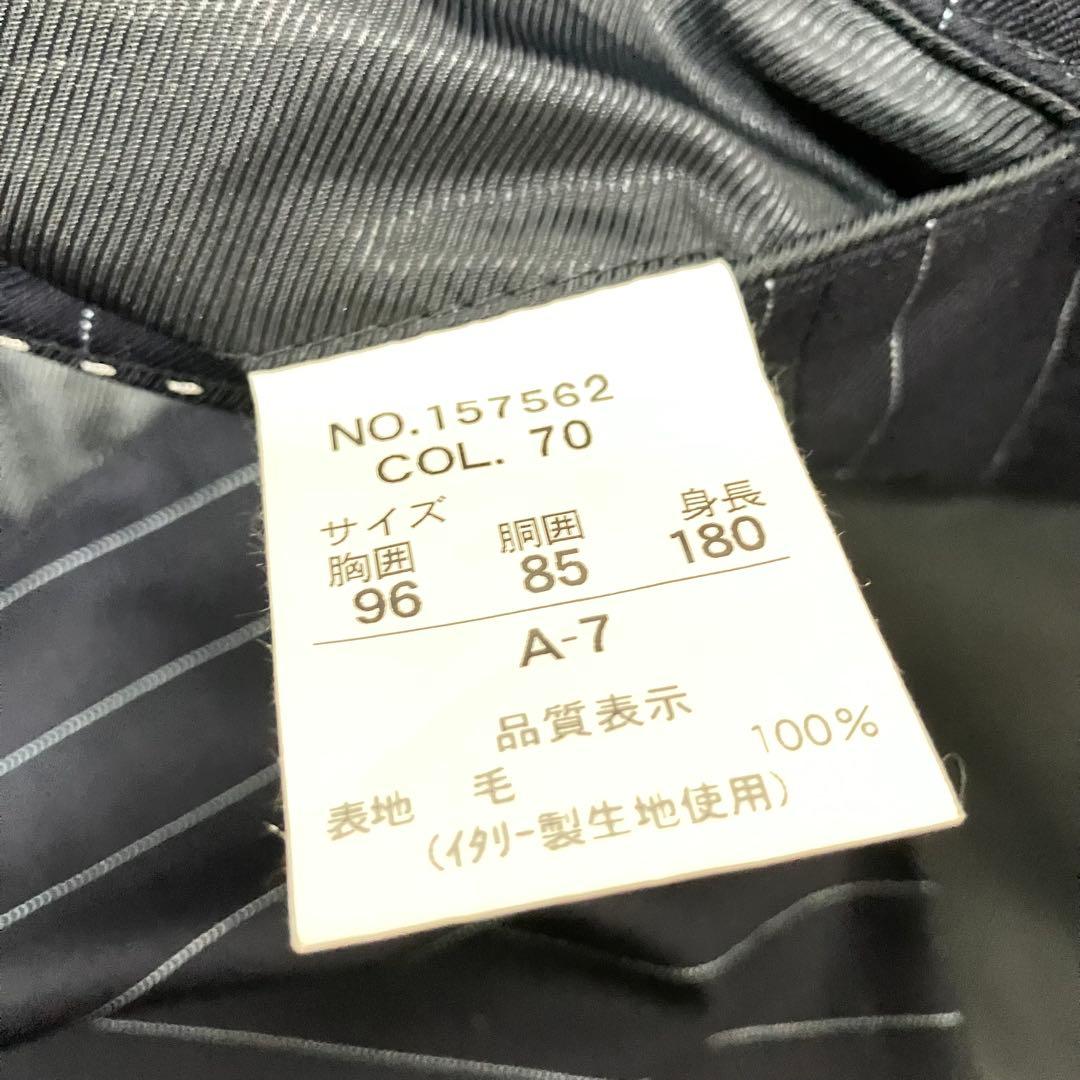 NO.157562
COL. 70
サイズ
胸囲 胴囲 身長
96 85 180
A-7
品質表示
表地 毛 100%
(イタリー製生地使用)